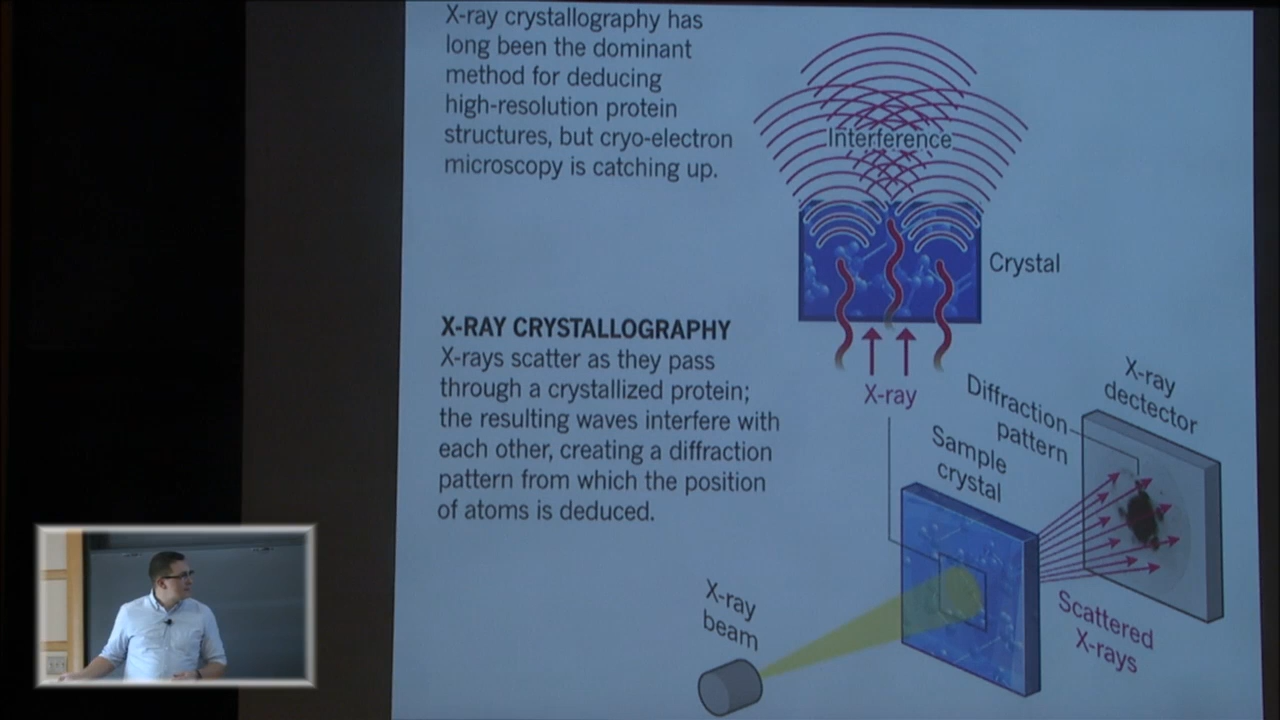 X-ray crystallography has
long been the dominant
method for deducing
high-resolution protein
structures, but cryo-electron
microscopy is catching up.
Interference
Crystal
X-RAY CRYSTALLOGRAPHY
X-rays scatter as they pass
through a crystallized protein;
the resulting waves interfere with
each other, creating a diffraction
pattern from which the position
of atoms is deduced.
X-ray
Diffraction
pattern
X-ray
dectector
Sample
crystal
X-ray
beam
Scattered
X-rays